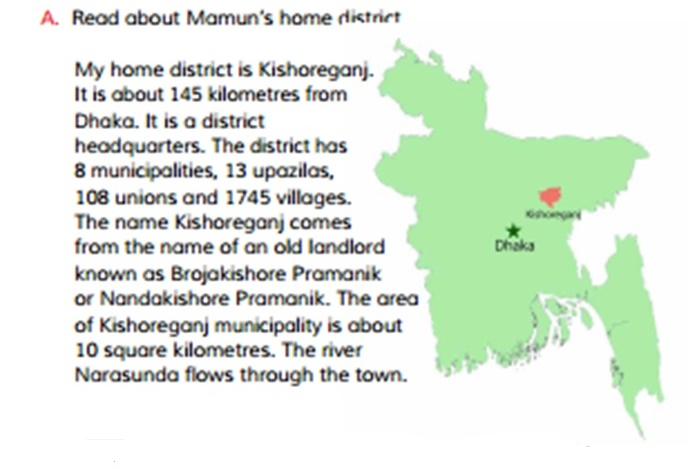 A. Read about Mamun's home district
My home district is Kishoreganj.
It is about 145 kilometres from
Dhaka. It is a district
headquarters. The district has
8 municipalities, 13 upazilas,
108 unions and 1745 villages.
The name Kishoreganj comes
from the name of an old landlord
known as Brojakishore Pramanik
or Nandakishore Pramanik. The area
of Kishoreganj municipality is about
10 square kilometres. The river
Narasunda flows through the town.
Kishoreganj
Dhaka